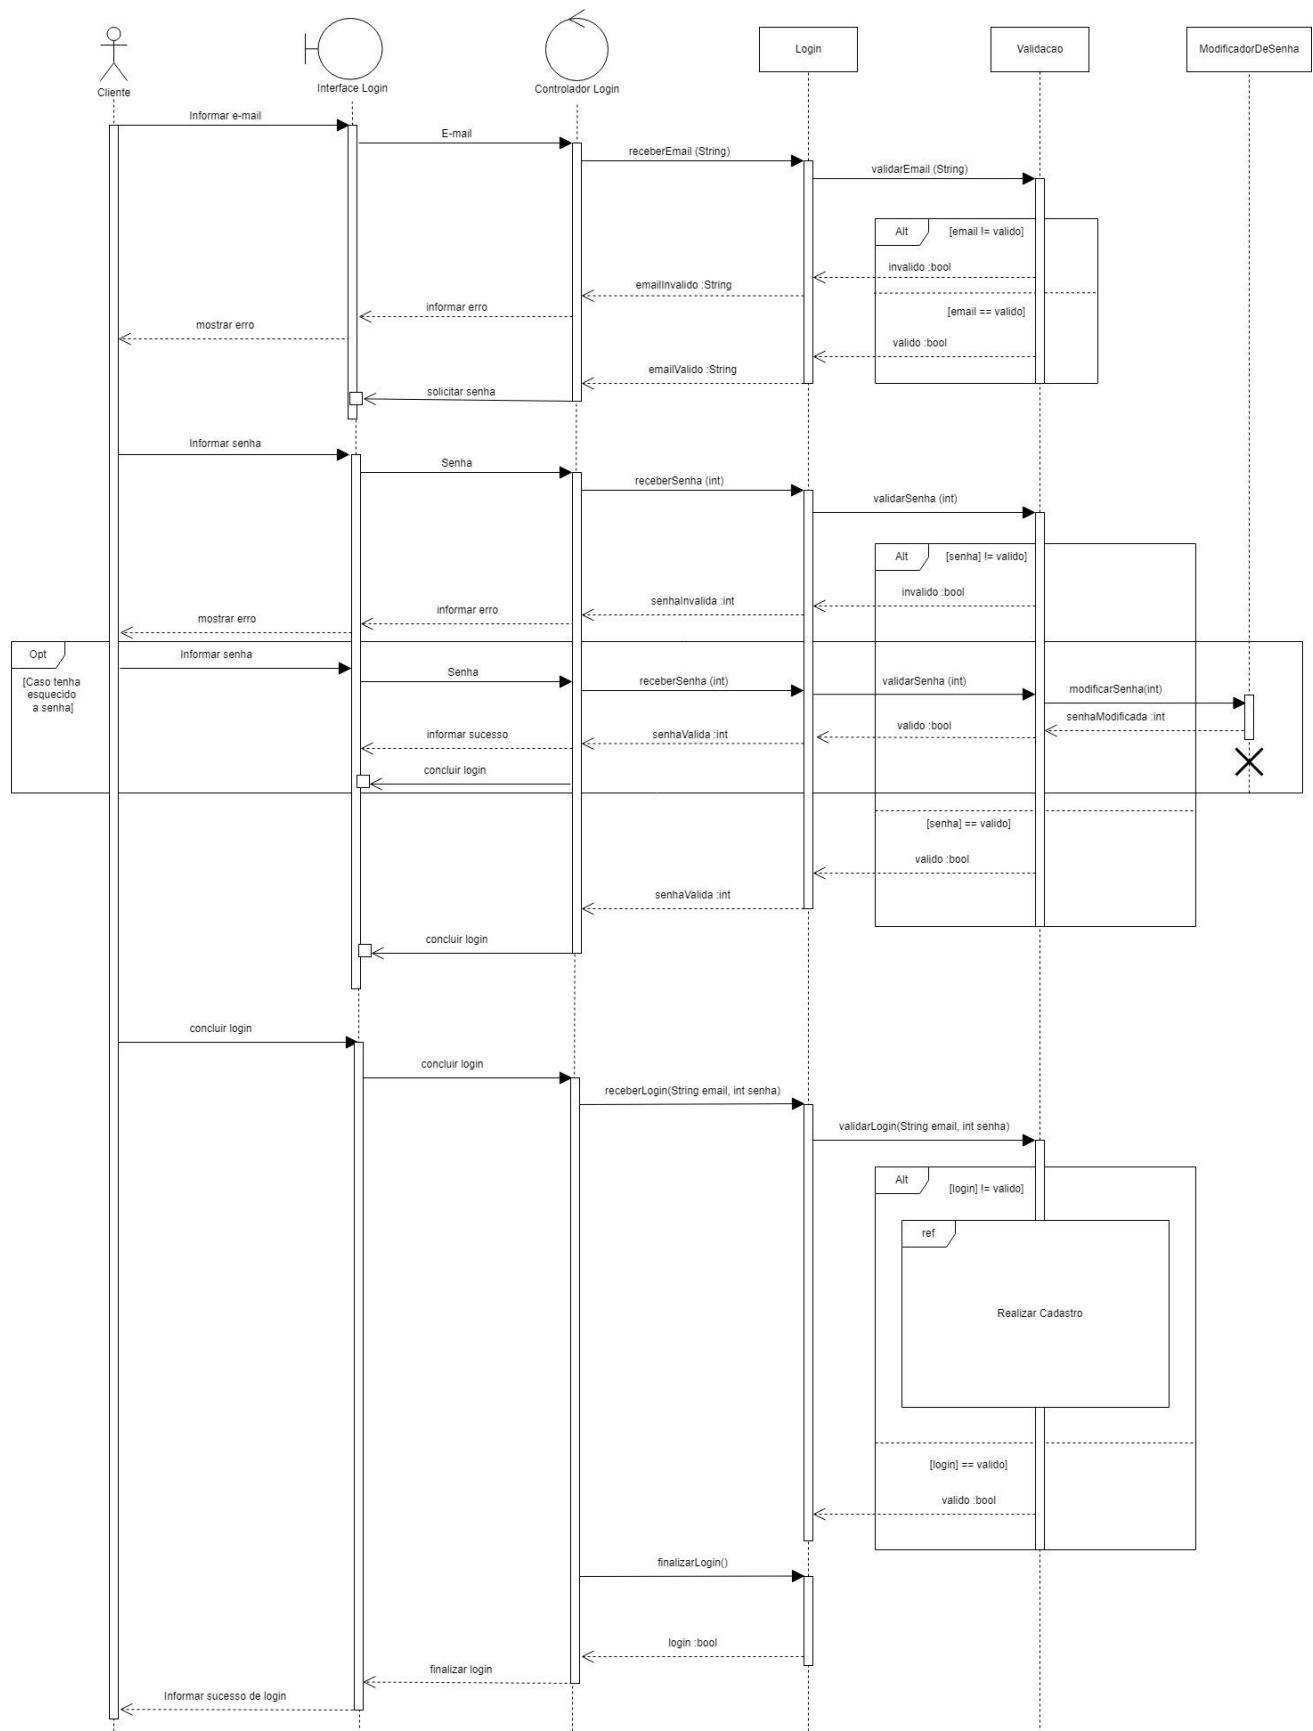 Cliente
Interface Login
Controlador Login
Login
Validacao
ModificadorDeSenha
Informar e-mail
E-mail
receberEmail (String)
validarEmail (String)
Alt
[email != valido]
invalido :bool
emailInvalido :String
informar erro
mostrar erro
[email == valido]
valido :bool
emailValido :String
solicitar senha
Informar senha
Senha
receberSenha (int)
validarSenha (int)
Alt
[senha] != valido]
invalido :bool
senhaInvalida :int
informar erro
mostrar erro
Opt
[Caso tenha
esquecido
a senha]
Informar senha
Senha
receberSenha (int)
validarSenha (int)
modificarSenha(int)
senhaModificada :int
valido :bool
senhaValida :int
informar sucesso
concluir login
[senha] == valido]
valido :bool
senhaValida :int
concluir login
concluir login
concluir login
receberLogin(String email, int senha)
validarLogin(String email, int senha)
Alt
[login] != valido]
ref
Realizar Cadastro
[login] == valido]
valido :bool
finalizarLogin()
login :bool
finalizar login
Informar sucesso de login